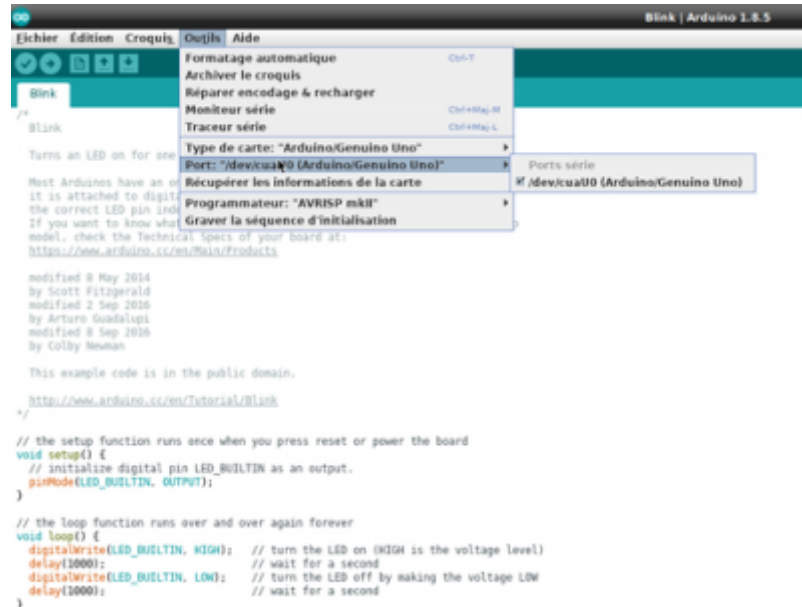 Blink | Arduino 1.8.5
Fichier Édition Croquis Outils Aide
Formatage automatique Ctrl-T
Archiver le croquis
Réparer encodage & recharger
Moniteur série Ctrl+Maj-M
Traceur série Ctrl+Maj-L
Type de carte: "Arduino/Genuino Uno"
Port: "/dev/cuaU0 (Arduino/Genuino Uno)"
Récupérer les informations de la carte
Programmateur: "AVRISP mkII"
Graver la séquence d'initialisation
Ports série
/dev/cuaU0 (Arduino/Genuino Uno)
Blink
/*
Blink
Turns an LED on for one
Most Arduinos have an
it is attached to
the correct LED pin
If you want to know
model, check the Technical Specs of your board at:
https://www.arduino.cc/en/Main/Products
modified 8 May 2014
by Scott Fitzgerald
modified 2 Sep 2016
by Arturo Guadalupi
modified 8 Sep 2016
by Colby Newman
This example code is in the public domain.
http://www.arduino.cc/en/Tutorial/Blink
*/
// the setup function runs once when you press reset or power the board
void setup() {
// initialize digital pin LED_BUILTIN as an output.
pinMode(LED_BUILTIN, OUTPUT);
}
// the loop function runs over and over again forever
void loop() {
digitalWrite(LED_BUILTIN, HIGH); // turn the LED on (HIGH is the voltage level)
delay(1000); // wait for a second
digitalWrite(LED_BUILTIN, LOW); // turn the LED off by making the voltage LOW
delay(1000); // wait for a second
}